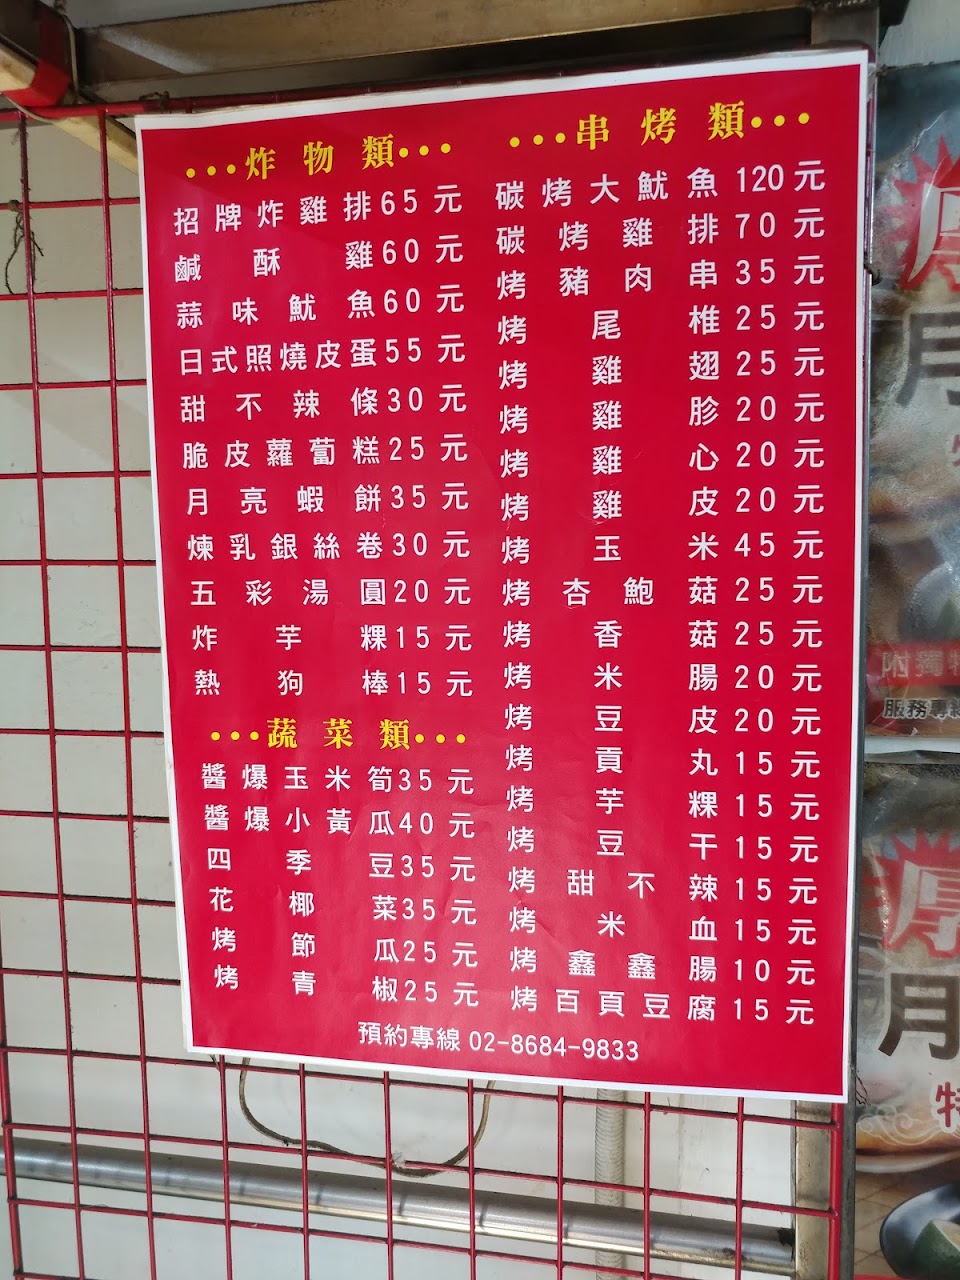 •••炸物類•••
招牌炸雞排65元
鹹酥雞60元
蒜味魷魚60元
日式照燒皮蛋55元
甜不辣條30元
脆皮蘿蔔糕25元
月亮蝦餅35元
煉乳銀絲卷30元
五彩湯圓20元
炸芋粿15元
熱狗棒15元
•••蔬菜類•••
醬爆玉米筍35元
醬爆小黃瓜40元
四季豆35元
花椰菜35元
烤節瓜25元
烤青椒25元
•••串烤類•••
碳烤大魷魚120元
碳烤雞排70元
烤豬肉串35元
烤尾椎25元
烤雞翅25元
烤雞胗20元
烤雞心20元
烤雞皮20元
烤玉米45元
烤杏鮑菇25元
烤香菇25元
烤米腸20元
烤豆皮20元
烤貢丸15元
烤芋粿15元
烤豆干15元
烤甜不辣15元
烤米血15元
烤鑫鑫腸10元
烤百頁豆腐15元
預約專線 02-8684-9833
厚
月
附獨特
服務專線
厚
月
特